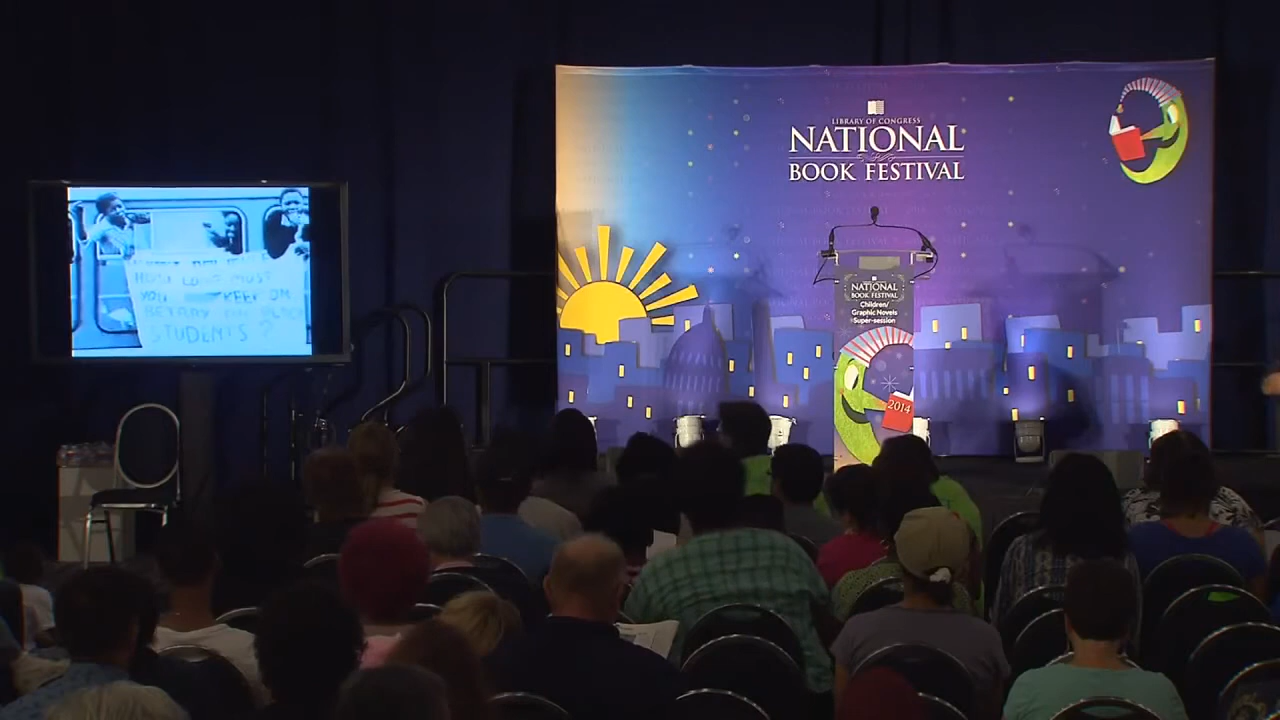 HOW LONG MUST
YOU KEEP ON
STUDENTS?
LIBRARY OF CONGRESS
NATIONAL
BOOK FESTIVAL
NATIONAL
BOOK FESTIVAL
Children/
Graphic Novels
Super-session
2014